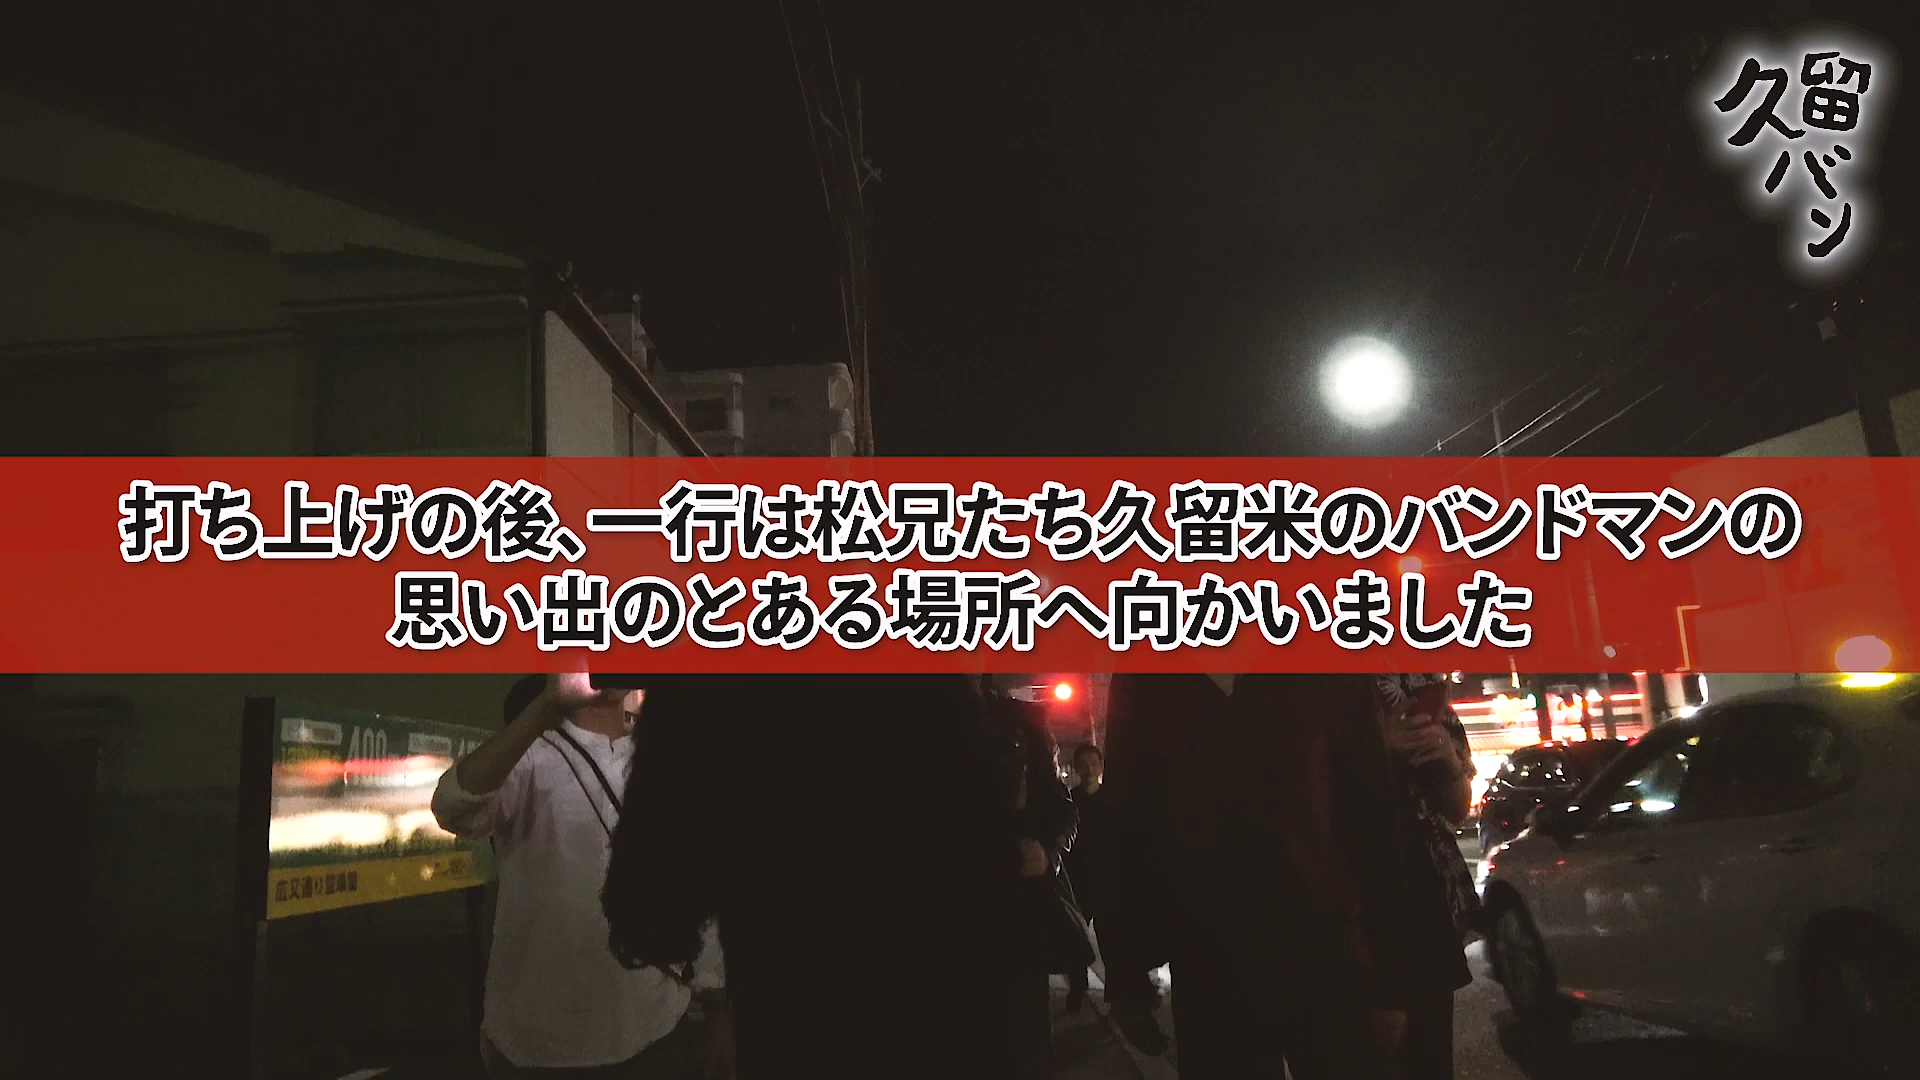 久留バン
打ち上げの後、一行は松兄たち久留米のバンドマンの
思い出のとある場所へ向かいました
400